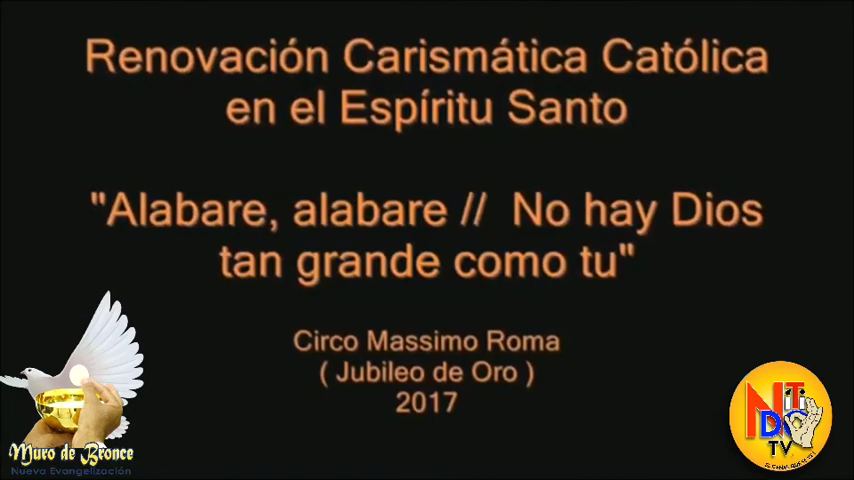 Renovación Carismática Católica
en el Espíritu Santo
"Alabare, alabare // No hay Dios
tan grande como tu"
Circo Massimo Roma
( Jubileo de Oro )
2017
Muro de Bronce
Nueva Evangelización
TV